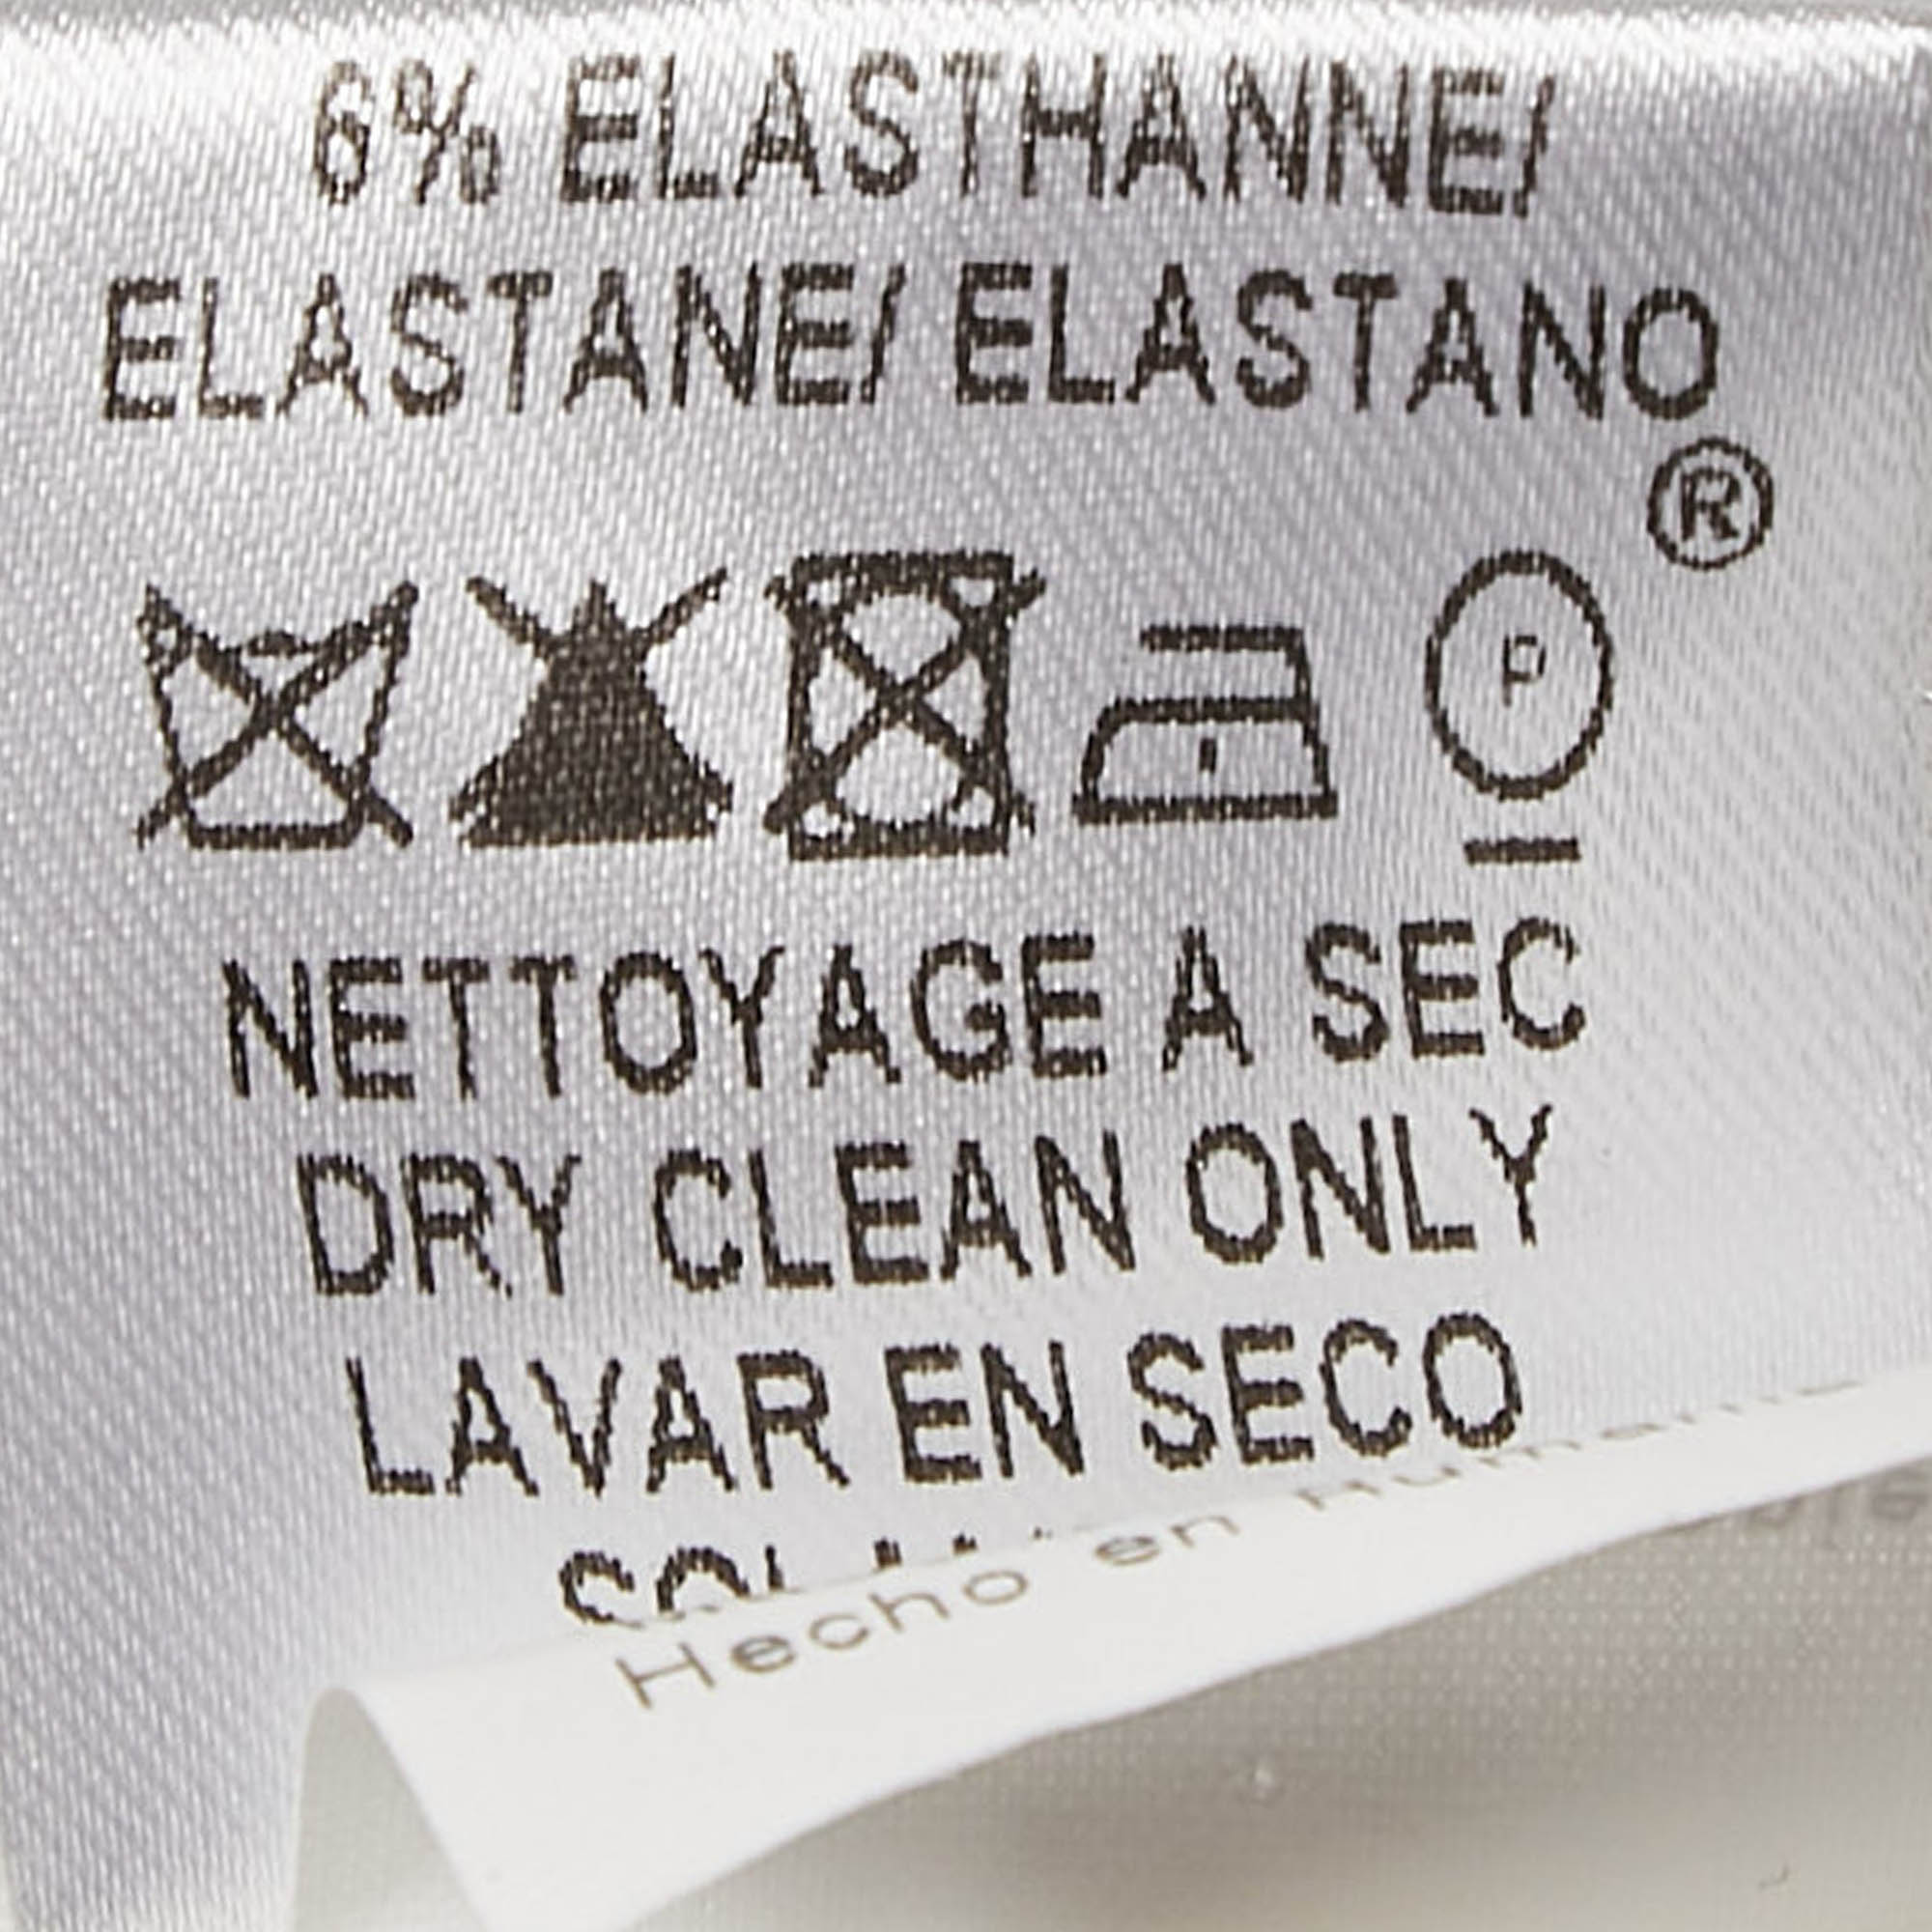 6% ELASTHANNE/
ELASTANE/ ELASTANO
®
P
NETTOYAGE A SEC
DRY CLEAN ONLY
LAVAR EN SECO
Hecho en